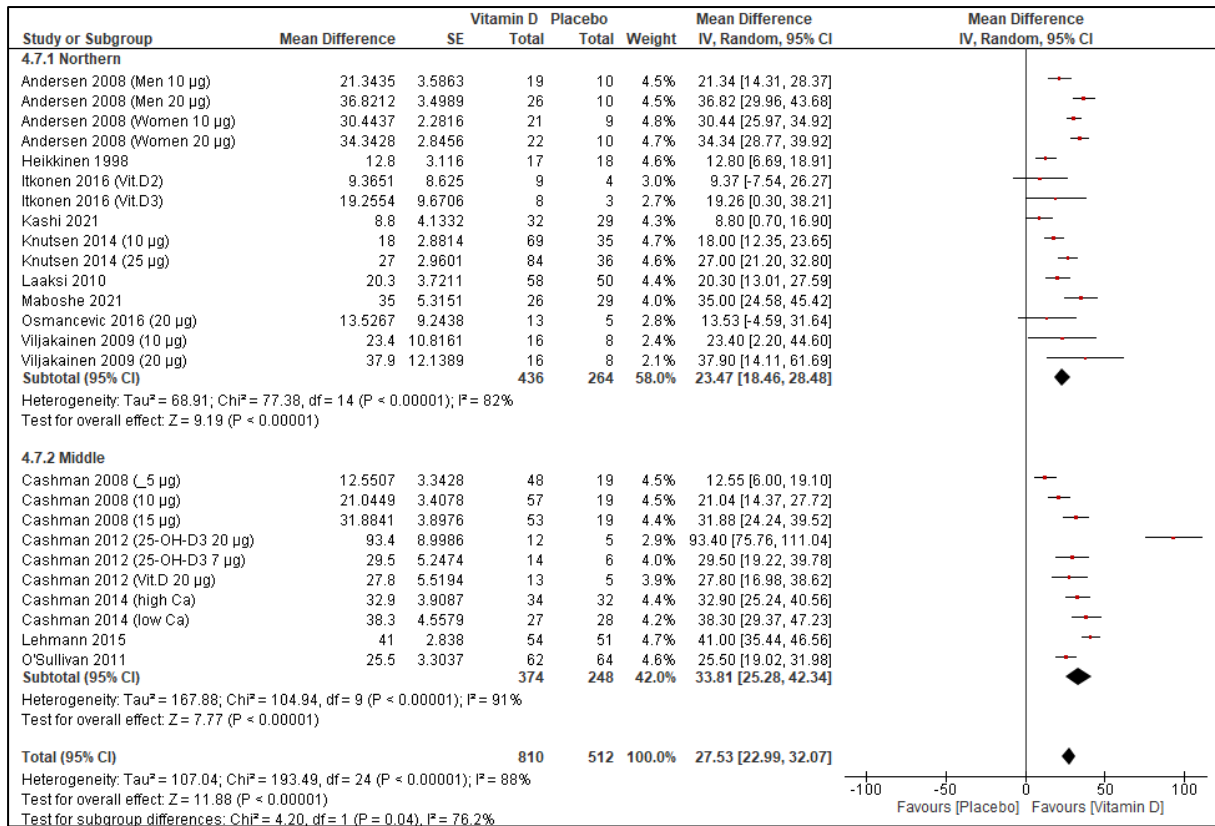 Vitamin D Placebo Mean Difference Mean Difference
Study or Subgroup Mean Difference SE Total Total Weight IV, Random, 95% CI IV, Random, 95% CI
4.7.1 Northern
Andersen 2008 (Men 10 µg) 21.3435 3.5863 19 10 4.5% 21.34 [14.31, 28.37]
Andersen 2008 (Men 20 µg) 36.8212 3.4989 26 10 4.5% 36.82 [29.96, 43.68]
Andersen 2008 (Women 10 µg) 30.4437 2.2816 21 9 4.8% 30.44 [25.97, 34.92]
Andersen 2008 (Women 20 µg) 34.3428 2.8456 22 10 4.7% 34.34 [28.77, 39.92]
Heikkinen 1998 12.8 3.116 17 18 4.6% 12.80 [6.69, 18.91]
Itkonen 2016 (Vit.D2) 9.3651 8.625 9 4 3.0% 9.37 [-7.54, 26.27]
Itkonen 2016 (Vit.D3) 19.2554 9.6706 8 3 2.7% 19.26 [0.30, 38.21]
Kashi 2021 8.8 4.1332 32 29 4.3% 8.80 [0.70, 16.90]
Knutsen 2014 (10 µg) 18 2.8814 69 35 4.7% 18.00 [12.35, 23.65]
Knutsen 2014 (25 µg) 27 2.9601 84 36 4.6% 27.00 [21.20, 32.80]
Laaksi 2010 20.3 3.7211 58 50 4.4% 20.30 [13.01, 27.59]
Maboshe 2021 35 5.3151 26 29 4.0% 35.00 [24.58, 45.42]
Osmancevic 2016 (20 µg) 13.5267 9.2438 13 5 2.8% 13.53 [-4.59, 31.64]
Viljakainen 2009 (10 µg) 23.4 10.8161 16 8 2.4% 23.40 [2.20, 44.60]
Viljakainen 2009 (20 µg) 37.9 12.1389 16 8 2.1% 37.90 [14.11, 61.69]
Subtotal (95% CI) 436 264 58.0% 23.47 [18.46, 28.48]
Heterogeneity: Tau² = 68.91; Chi² = 77.38, df = 14 (P < 0.00001); I² = 82%
Test for overall effect: Z = 9.19 (P < 0.00001)
4.7.2 Middle
Cashman 2008 (_5 µg) 12.5507 3.3428 48 19 4.5% 12.55 [6.00, 19.10]
Cashman 2008 (10 µg) 21.0449 3.4078 57 19 4.5% 21.04 [14.37, 27.72]
Cashman 2008 (15 µg) 31.8841 3.8976 53 19 4.4% 31.88 [24.24, 39.52]
Cashman 2012 (25-OH-D3 20 µg) 93.4 8.9986 12 5 2.9% 93.40 [75.76, 111.04]
Cashman 2012 (25-OH-D3 7 µg) 29.5 5.2474 14 6 4.0% 29.50 [19.22, 39.78]
Cashman 2012 (Vit.D 20 µg) 27.8 5.5194 13 5 3.9% 27.80 [16.98, 38.62]
Cashman 2014 (high Ca) 32.9 3.9087 34 32 4.4% 32.90 [25.24, 40.56]
Cashman 2014 (low Ca) 38.3 4.5579 27 28 4.2% 38.30 [29.37, 47.23]
Lehmann 2015 41 2.838 54 51 4.7% 41.00 [35.44, 46.56]
O'Sullivan 2011 25.5 3.3037 62 64 4.6% 25.50 [19.02, 31.98]
Subtotal (95% CI) 374 248 42.0% 33.81 [25.28, 42.34]
Heterogeneity: Tau² = 167.88; Chi² = 104.94, df = 9 (P < 0.00001); I² = 91%
Test for overall effect: Z = 7.77 (P < 0.00001)
Total (95% CI) 810 512 100.0% 27.53 [22.99, 32.07]
Heterogeneity: Tau² = 107.04; Chi² = 193.49, df = 24 (P < 0.00001); I² = 88%
Test for overall effect: Z = 11.88 (P < 0.00001)
Test for subgroup differences: Chi² = 4.20, df = 1 (P = 0.04), I² = 76.2%
-100 -50 0 50 100
Favours [Placebo] Favours [Vitamin D]